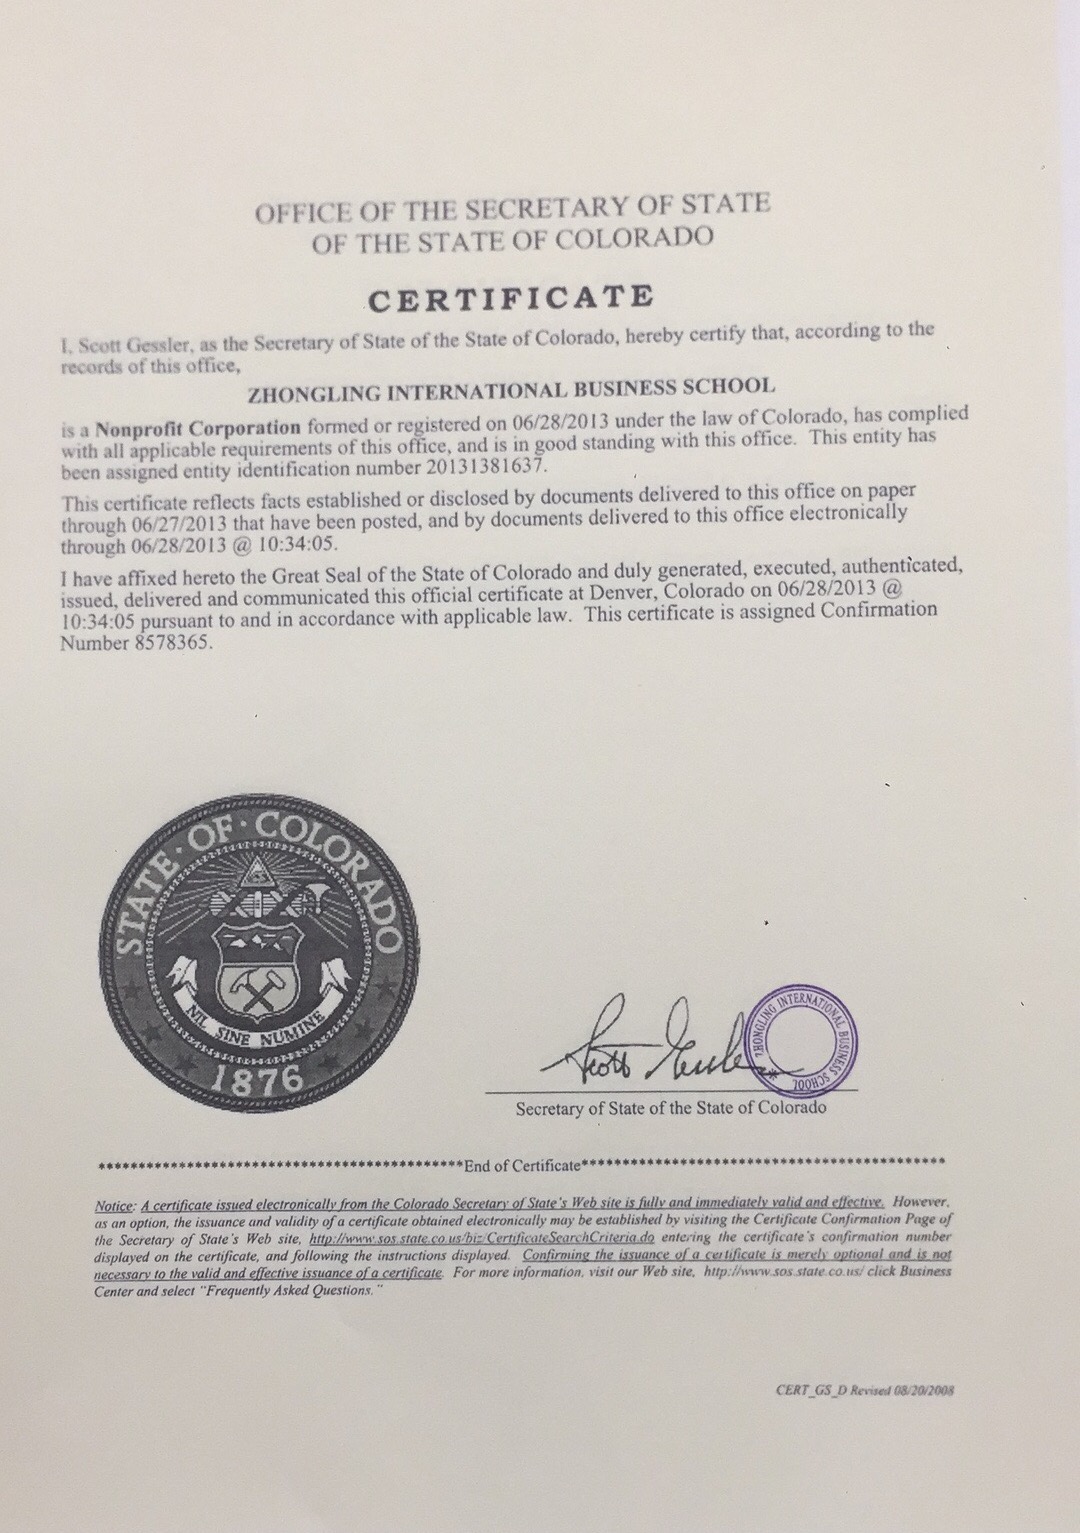 OFFICE OF THE SECRETARY OF STATE
OF THE STATE OF COLORADO
CERTIFICATE
I, Scott Gessler, as the Secretary of State of the State of Colorado, hereby certify that, according to the
records of this office,
ZHONGLING INTERNATIONAL BUSINESS SCHOOL
is a Nonprofit Corporation formed or registered on 06/28/2013 under the law of Colorado, has complied
with all applicable requirements of this office, and is in good standing with this office. This entity has
been assigned entity identification number 20131381637.
This certificate reflects facts established or disclosed by documents delivered to this office on paper
through 06/27/2013 that have been posted, and by documents delivered to this office electronically
through 06/28/2013 @ 10:34:05.
I have affixed hereto the Great Seal of the State of Colorado and duly generated, executed, authenticated,
issued, delivered and communicated this official certificate at Denver, Colorado on 06/28/2013 @
10:34:05 pursuant to and in accordance with applicable law. This certificate is assigned Confirmation
Number 8578365.
STATE · OF · COLORADO
NIL SINE NUMINE
1876
Scott Gessler
ZHONGLING INTERNATIONAL BUSINESS SCHOOL
Secretary of State of the State of Colorado
**********************************************End of Certificate**********************************************
Notice: A certificate issued electronically from the Colorado Secretary of State's Web site is fully and immediately valid and effective. However,
as an option, the issuance and validity of a certificate obtained electronically may be established by visiting the Certificate Confirmation Page of
the Secretary of State's Web site, http://www.sos.state.co.us/biz/CertificateSearchCriteria.do entering the certificate's confirmation number
displayed on the certificate, and following the instructions displayed. Confirming the issuance of a certificate is merely optional and is not
necessary to the valid and effective issuance of a certificate. For more information, visit our Web site, http://www.sos.state.co.us/ click Business
Center and select "Frequently Asked Questions."
CERT_GS_D Revised 08/20/2008